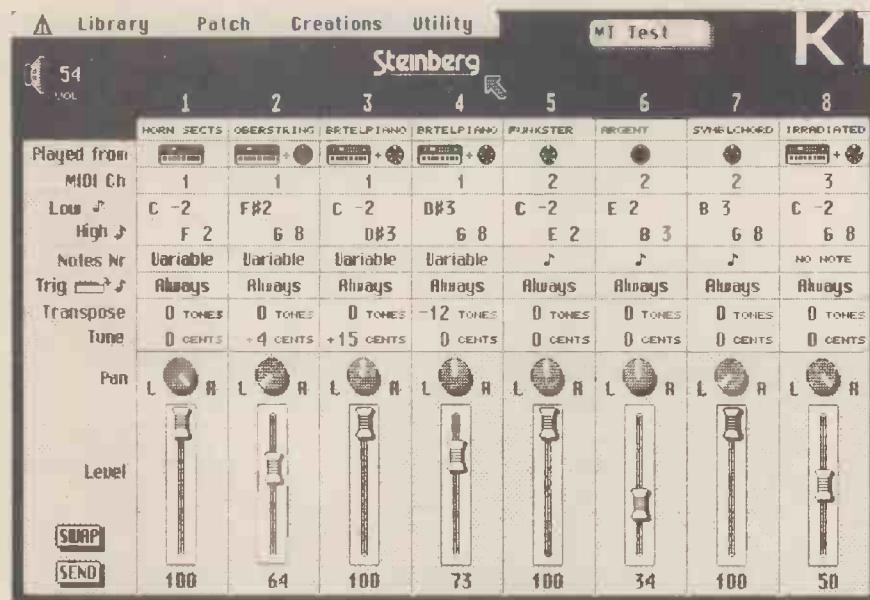 Library Patch Creations Utility
MT Test
54
VOL
Steinberg
1 2 3 4 5 6 7 8
HORN SECTS OBERSTRING BRTELPIANO BRTELPIANO FUNKSTER ARGENT SYMBLCHORD IRRADIATED
Played from + + + +
MIDI Ch 1 1 1 1 2 2 2 3
Low ♪ C -2 F#2 C -2 D#3 C -2 E 2 B 3 C -2
High ♪ F 2 G 8 D#3 G 8 E 2 B 3 G 8 G 8
Notes Nr Variable Variable Variable Variable ♪ ♪ ♪ NO NOTE
Trig ♪ Always Always Always Always Always Always Always Always
Transpose 0 TONES 0 TONES 0 TONES -12 TONES 0 TONES 0 TONES 0 TONES 0 TONES
Tune 0 CENTS +4 CENTS +15 CENTS 0 CENTS 0 CENTS 0 CENTS 0 CENTS 0 CENTS
Pan L R L R L R L R L R L R L R L R
Level
SWAP
SEND
100 64 100 73 100 34 100 50